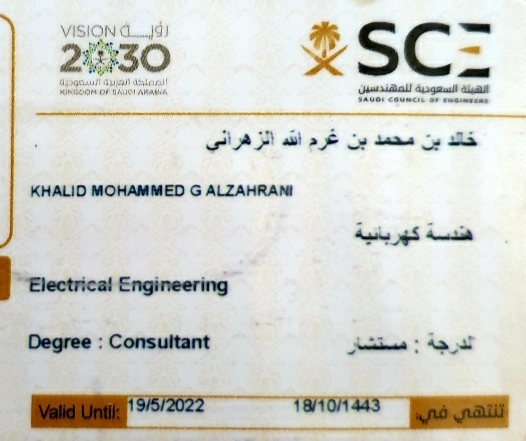 VISION رؤيــــة
2030
المملكة العربية السعودية
KINGDOM OF SAUDI ARABIA
SCE
الهيئة السعودية للمهندسين
SAUDI COUNCIL OF ENGINEERS
خالد بن محمد بن غرم الله الزهراني
KHALID MOHAMMED G ALZAHRANI
هندسة كهربائية
Electrical Engineering
Degree : Consultant الدرجة : مستشار
Valid Until: 19/5/2022 18/10/1443 تنتهي في: